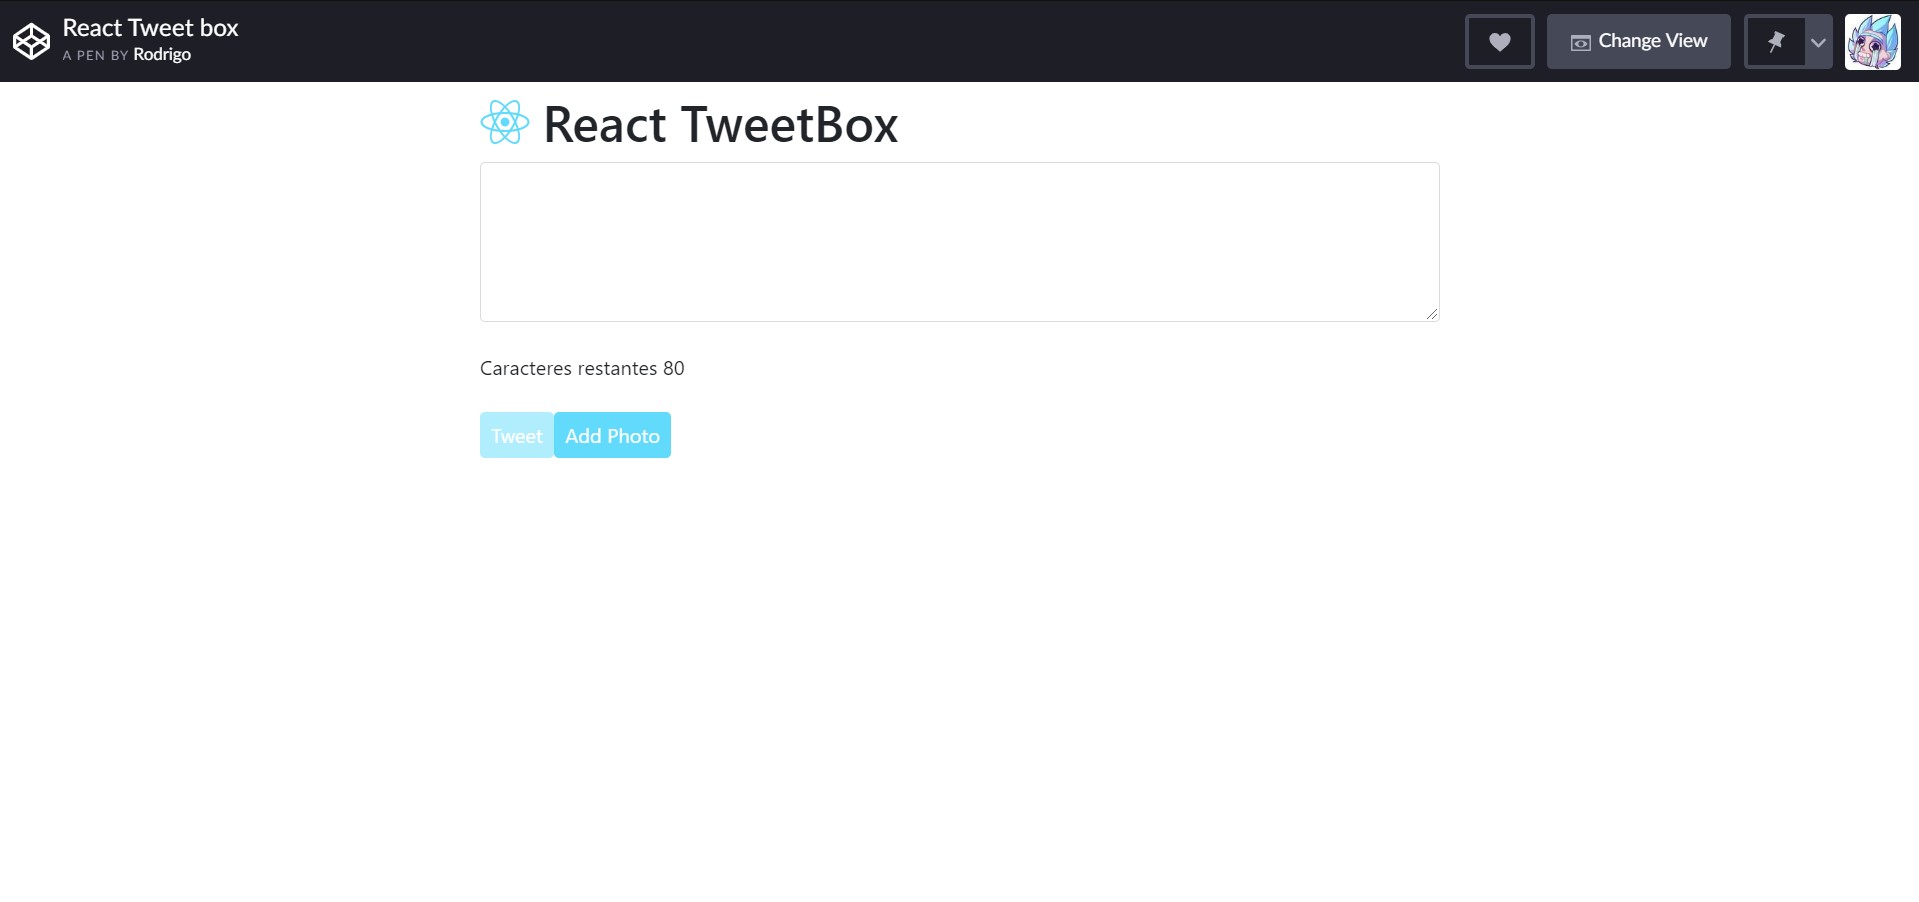 React Tweet box
A PEN BY Rodrigo
Change View
React TweetBox
Caracteres restantes 80
Tweet Add Photo